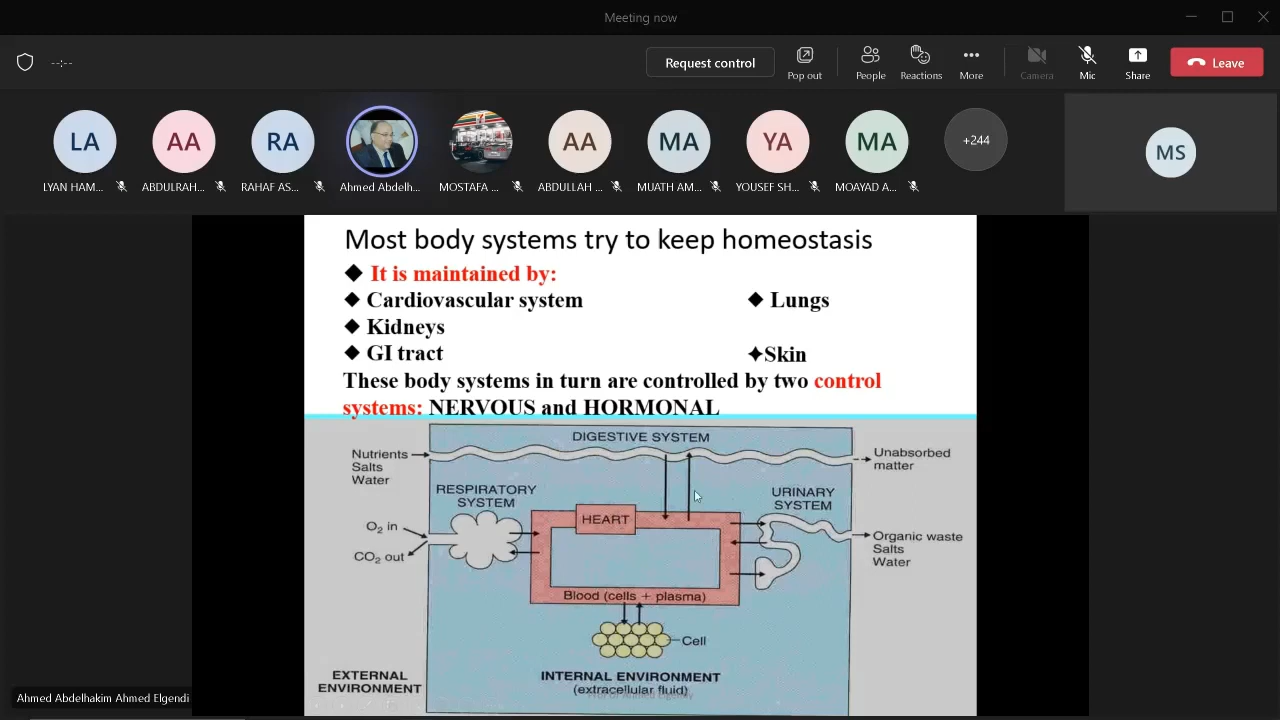 Meeting now
--:--
Request control
Pop out
People
Reactions
More
Camera
Mic
Share
Leave
LA
AA
RA
AA
MA
YA
MA
+244
MS
LYAN HAM...
ABDULRAH...
RAHAF AS...
Ahmed Abdelh...
MOSTAFA ...
ABDULLAH ...
MUATH AM...
YOUSEF SH...
MOAYAD A...
Most body systems try to keep homeostasis
It is maintained by:
Cardiovascular system
Lungs
Kidneys
GI tract
Skin
These body systems in turn are controlled by two control
systems: NERVOUS and HORMONAL
DIGESTIVE SYSTEM
Nutrients
Salts
Water
Unabsorbed
matter
RESPIRATORY
SYSTEM
URINARY
SYSTEM
HEART
O₂ in
CO₂ out
Organic waste
Salts
Water
Blood (cells + plasma)
Cell
EXTERNAL
ENVIRONMENT
INTERNAL ENVIRONMENT
(extracellular fluid)
Ahmed Abdelhakim Ahmed Elgendi